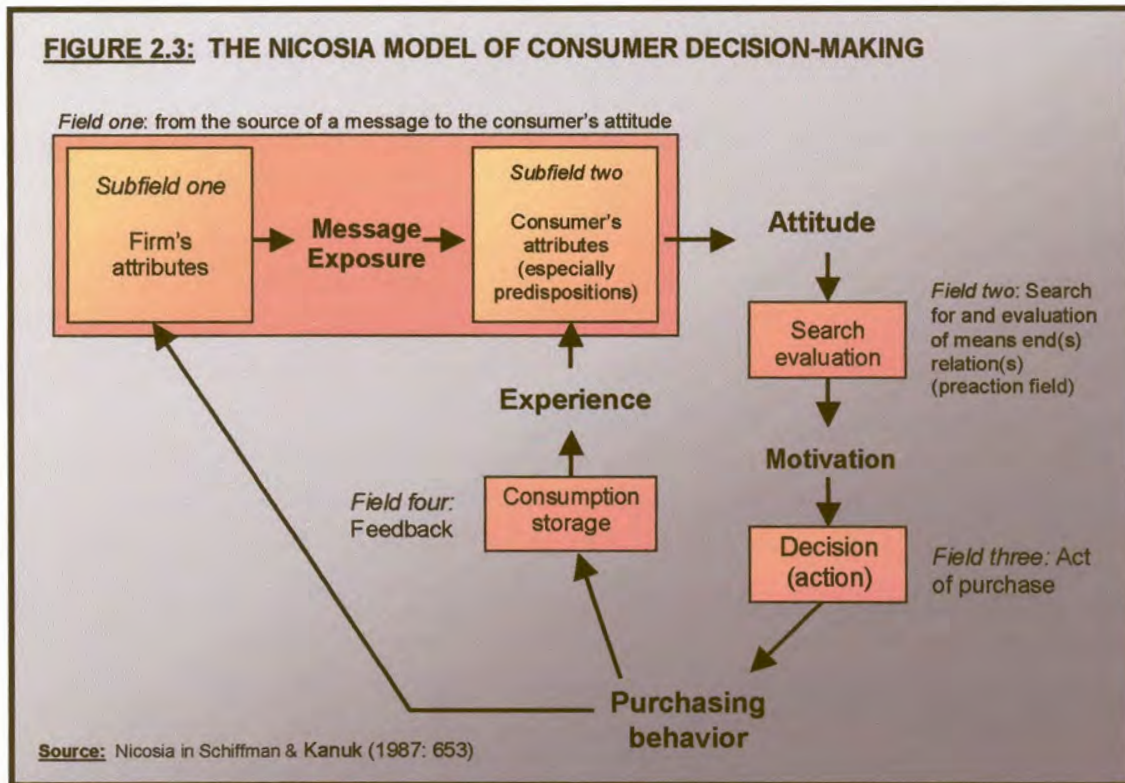 FIGURE 2.3: THE NICOSIA MODEL OF CONSUMER DECISION-MAKING
Field one: from the source of a message to the consumer's attitude
Subfield one
Firm's
attributes
Message
Exposure
Subfield two
Consumer's
attributes
(especially
predispositions)
Attitude
Search
evaluation
Field two: Search
for and evaluation
of means end(s)
relation(s)
(preaction field)
Motivation
Decision
(action)
Field three: Act
of purchase
Experience
Consumption
storage
Field four:
Feedback
Purchasing
behavior
Source: Nicosia in Schiffman & Kanuk (1987: 653)